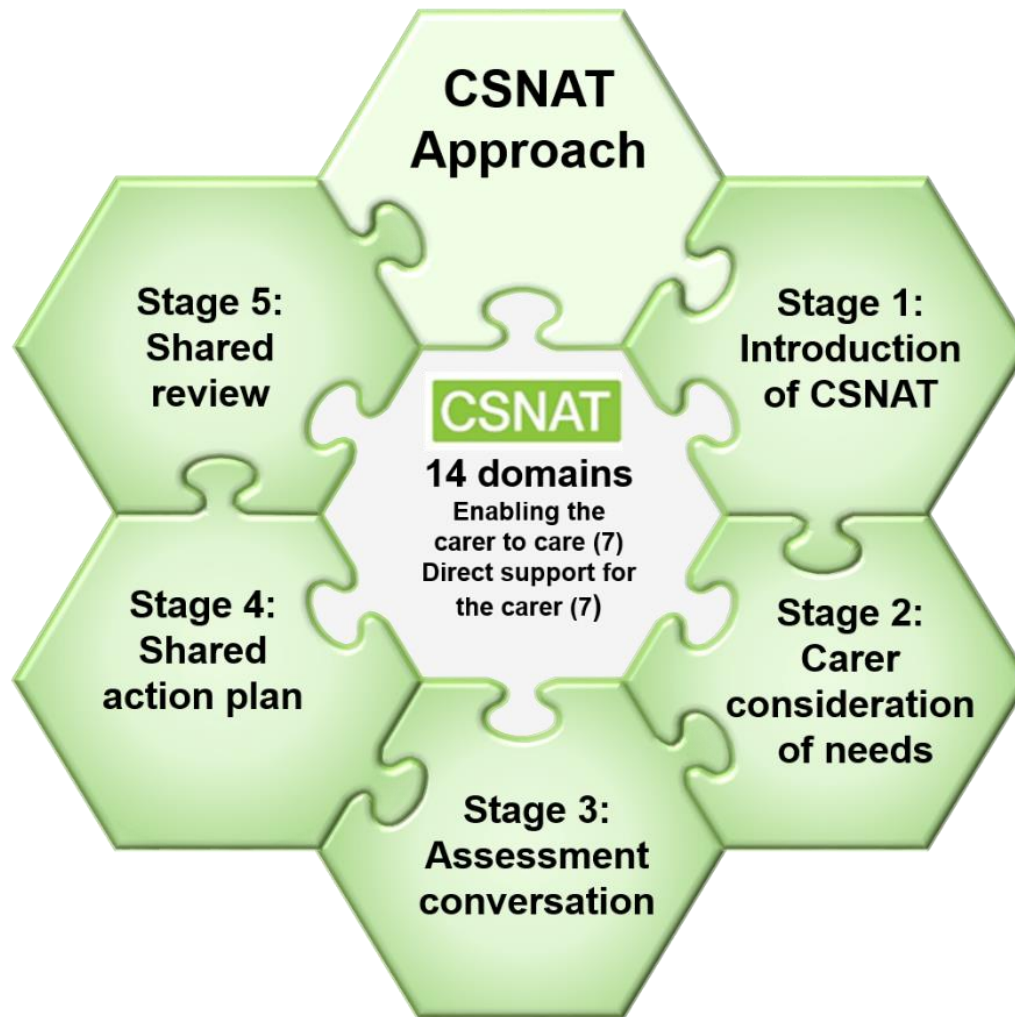 CSNAT
Approach
Stage 1:
Introduction
of CSNAT
Stage 2:
Carer
consideration
of needs
Stage 3:
Assessment
conversation
Stage 4:
Shared
action plan
Stage 5:
Shared
review
CSNAT
14 domains
Enabling the
carer to care (7)
Direct support for
the carer (7)